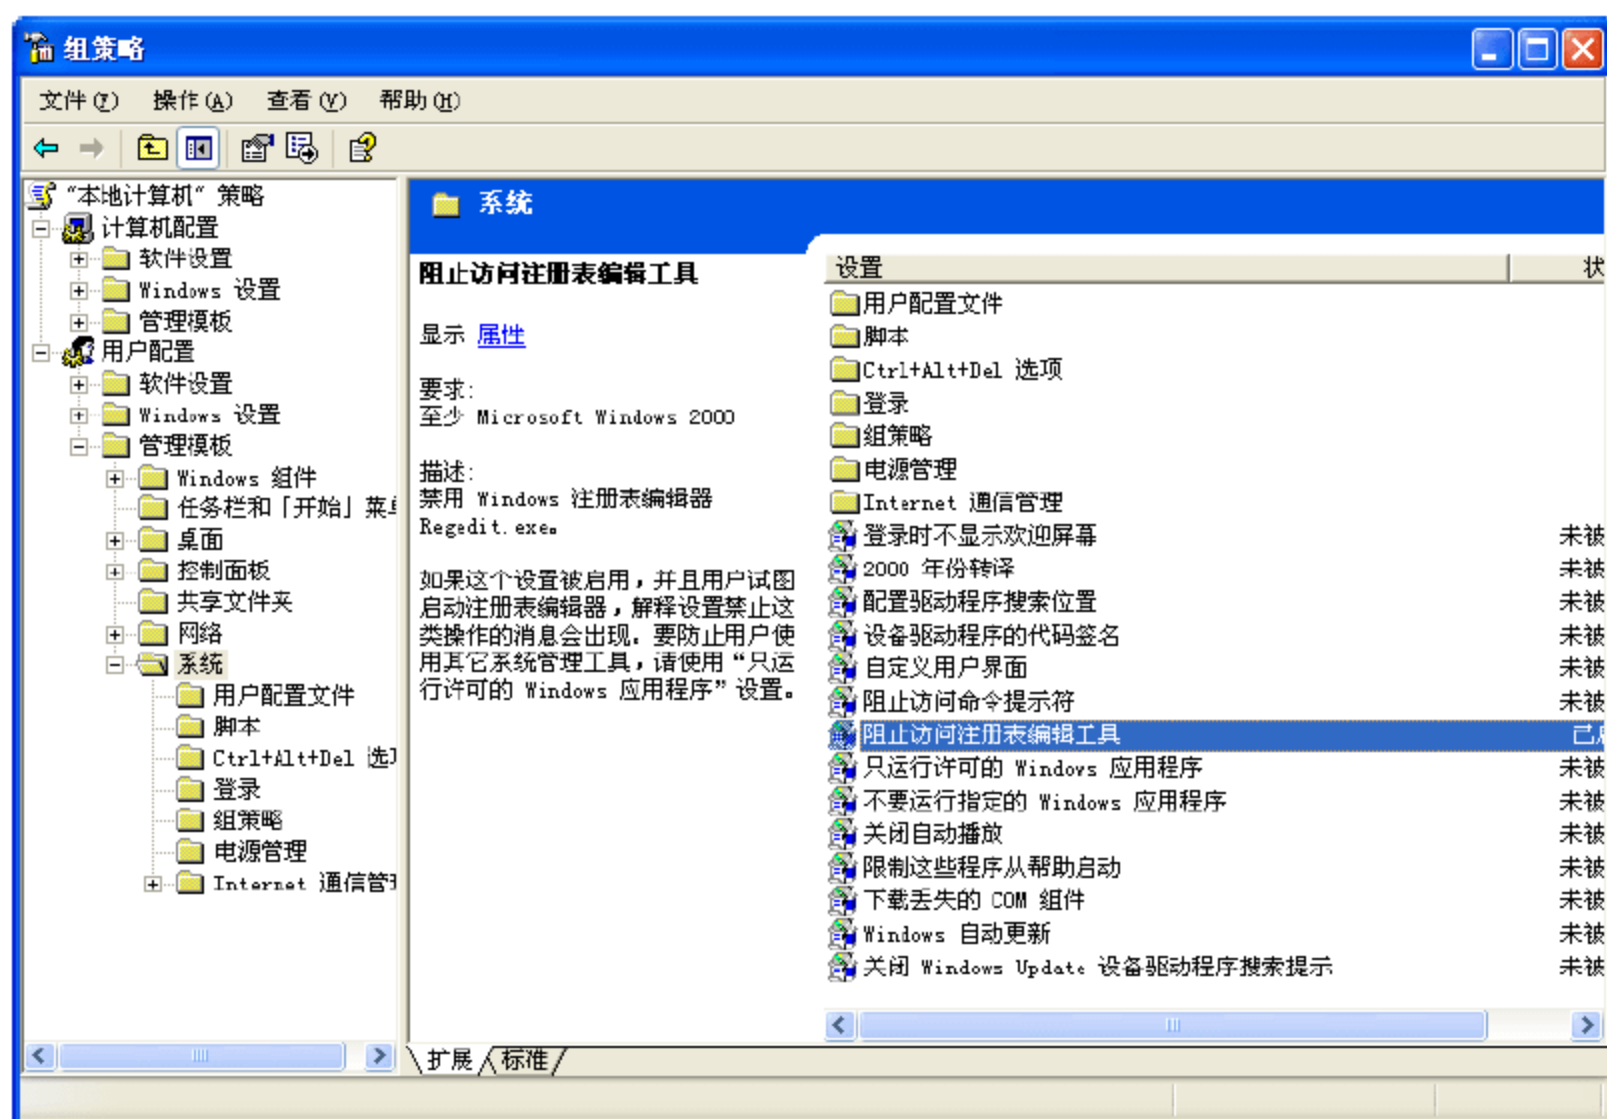 组策略
文件(F) 操作(A) 查看(V) 帮助(H)
“本地计算机“ 策略
计算机配置
软件设置
Windows 设置
管理模板
用户配置
软件设置
Windows 设置
管理模板
Windows 组件
任务栏和「开始」菜
桌面
控制面板
共享文件夹
网络
系统
用户配置文件
脚本
Ctrl+Alt+Del 选
登录
组策略
电源管理
Internet 通信管
系统
阻止访问注册表编辑工具
显示 属性
要求:
至少 Microsoft Windows 2000
描述:
禁用 Windows 注册表编辑器
Regedit.exe。
如果这个设置被启用，并且用户试图
启动注册表编辑器，解释设置禁止这
类操作的消息会出现。要防止用户使
用其它系统管理工具，请使用“只运
行许可的 Windows 应用程序”设置。
设置 状
用户配置文件
脚本
Ctrl+Alt+Del 选项
登录
组策略
电源管理
Internet 通信管理
登录时不显示欢迎屏幕 未被
2000 年份转译 未被
配置驱动程序搜索位置 未被
设备驱动程序的代码签名 未被
自定义用户界面 未被
阻止访问命令提示符 未被
阻止访问注册表编辑工具 已
只运行许可的 Windows 应用程序 未被
不要运行指定的 Windows 应用程序 未被
关闭自动播放 未被
限制这些程序从帮助启动 未被
下载丢失的 COM 组件 未被
Windows 自动更新 未被
关闭 Windows Update 设备驱动程序搜索提示 未被
扩展 标准